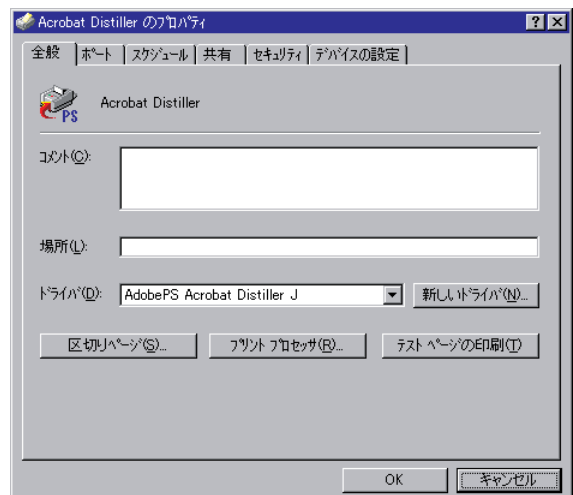 Acrobat Distiller のﾌﾟﾛﾊﾟﾃｨ
全般 ﾎﾟｰﾄ ｽｹｼﾞｭｰﾙ 共有 ｾｷｭﾘﾃｨ ﾃﾞﾊﾞｲｽの設定
PS
Acrobat Distiller
ｺﾒﾝﾄ(C):
場所(L):
ﾄﾞﾗｲﾊﾞ(D): AdobePS Acrobat Distiller J 新しいﾄﾞﾗｲﾊﾞ(N)...
区切りﾍﾟｰｼﾞ(S)... ﾌﾟﾘﾝﾄ ﾌﾟﾛｾｯｻ(R)... ﾃｽﾄ ﾍﾟｰｼﾞの印刷(T)
OK ｷｬﾝｾﾙ